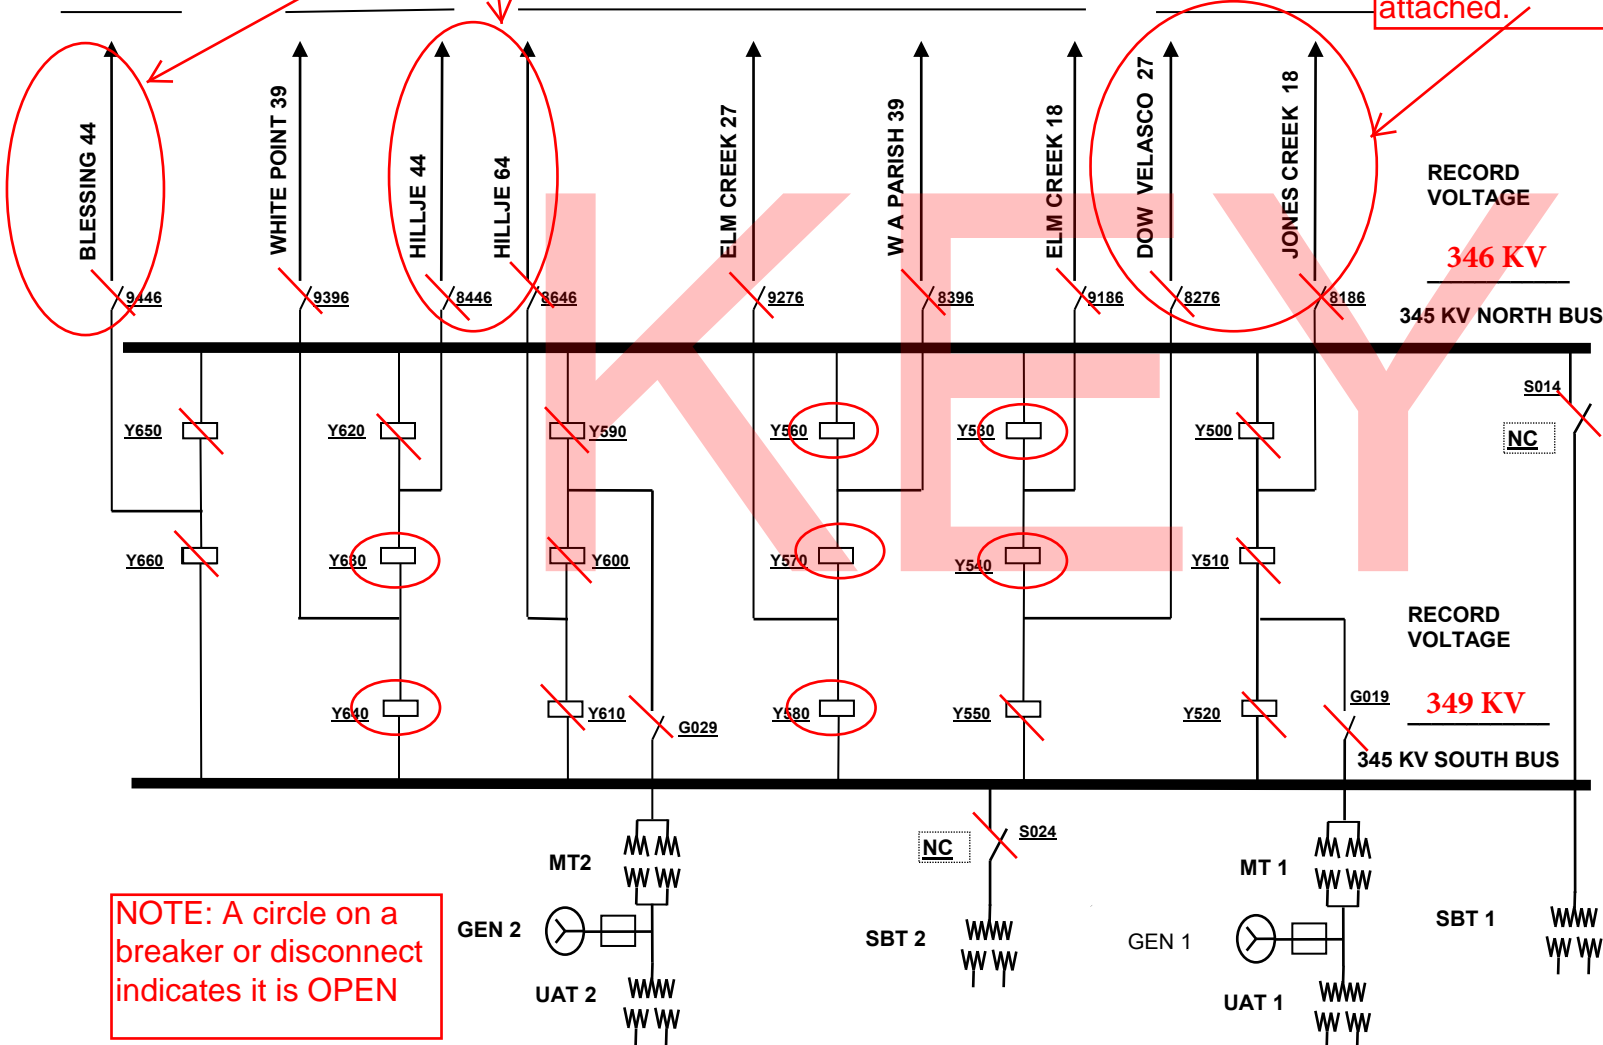 attached.
BLESSING 44
WHITE POINT 39
HILLJE 44
HILLJE 64
ELM CREEK 27
W A PARISH 39
ELM CREEK 18
DOW VELASCO 27
JONES CREEK 18
RECORD
VOLTAGE
346 KV
9446
9396
8446
8646
9276
8396
9186
8276
8186
345 KV NORTH BUS
KEY
S014
NC
Y650
Y620
Y590
Y560
Y530
Y500
Y660
Y630
Y600
Y570
Y540
Y510
RECORD
VOLTAGE
349 KV
Y640
Y610
G029
Y580
Y550
Y520
G019
345 KV SOUTH BUS
MT2
NC
S024
MT 1
NOTE: A circle on a
breaker or disconnect
indicates it is OPEN
GEN 2
SBT 2
GEN 1
SBT 1
UAT 2
UAT 1